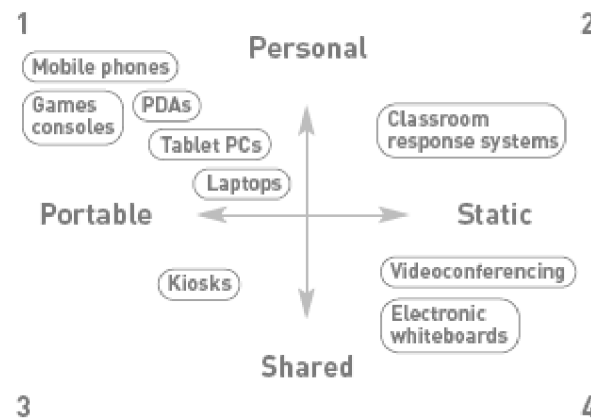 1
2
Personal
Mobile phones
Games
consoles
PDAs
Tablet PCs
Laptops
Classroom
response systems
Portable
Static
Kiosks
Videoconferencing
Electronic
whiteboards
Shared
3
4